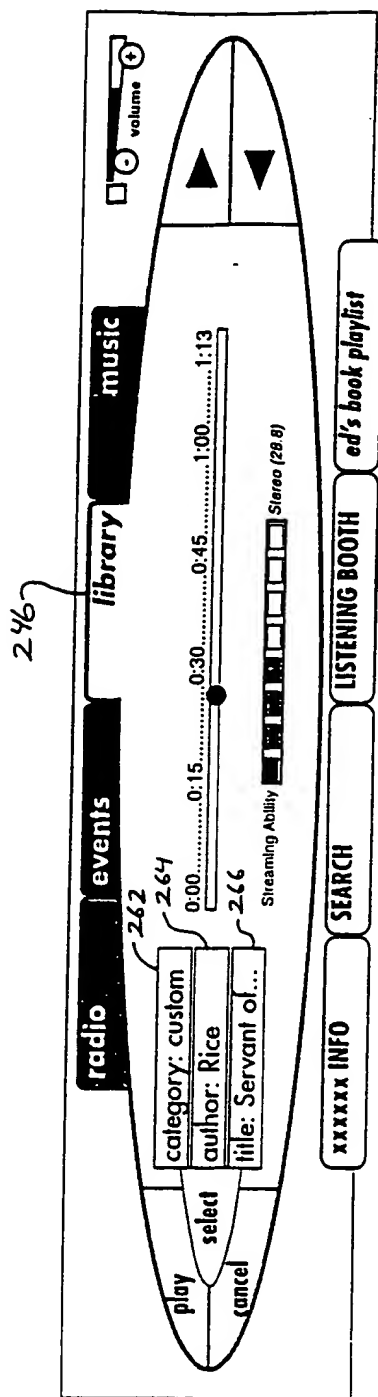 246
radio events library music
- + volume
262
264
266
play
select
cancel
category: custom
author: Rice
title: Servant of...
0:00..........0:15..........0:30..........0:45..........1:00..........1:13
Streaming Ability Stereo (28.8)
xxxxxx INFO SEARCH LISTENING BOOTH ed's book playlist